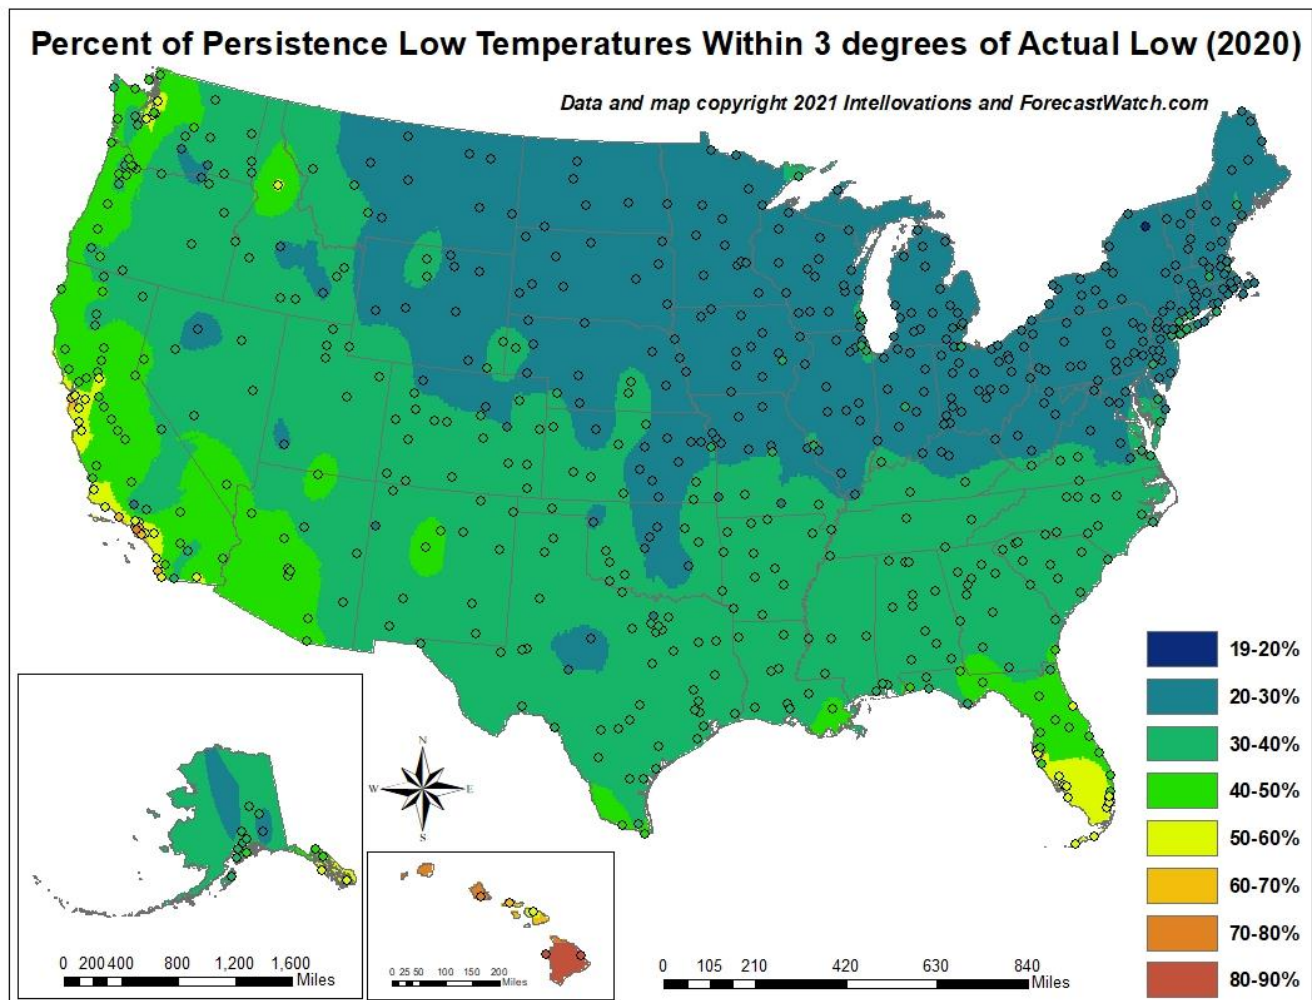 Percent of Persistence Low Temperatures Within 3 degrees of Actual Low (2020)
Data and map copyright 2021 Intellovations and ForecastWatch.com
19-20%
20-30%
30-40%
40-50%
50-60%
60-70%
70-80%
80-90%
N
W E
S
0 200 400 800 1,200 1,600
Miles
0 25 50 100 150 200
Miles
0 105 210 420 630 840
Miles